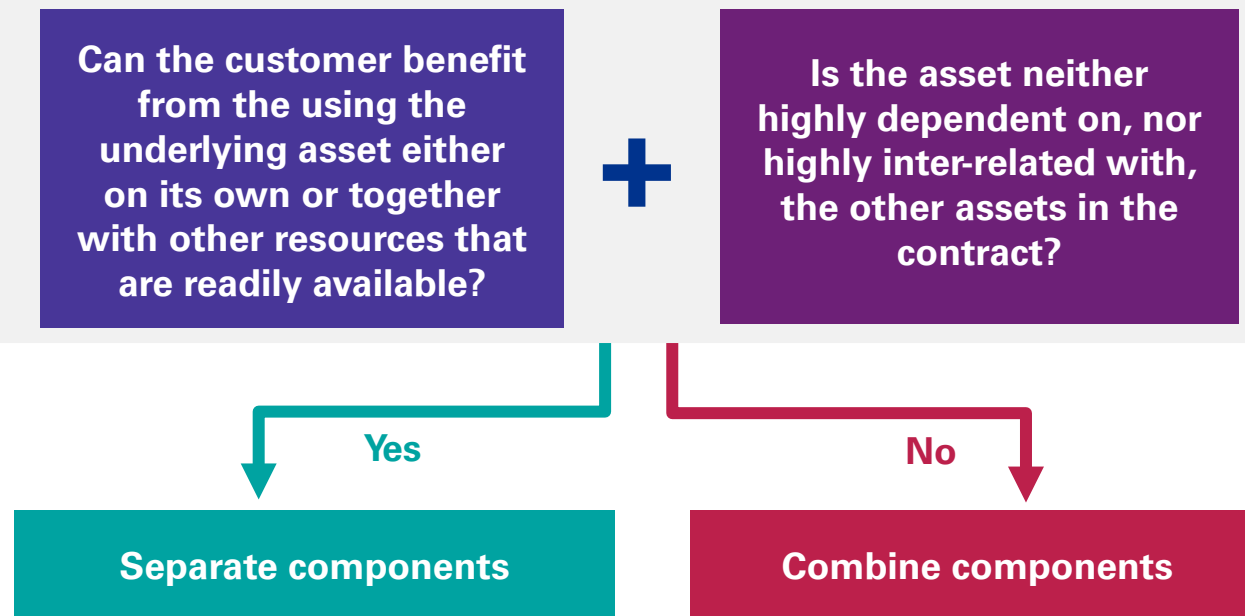 Can the customer benefit
from the using the
underlying asset either
on its own or together
with other resources that
are readily available?
+
Is the asset neither
highly dependent on, nor
highly inter-related with,
the other assets in the
contract?
Yes
No
Separate components
Combine components